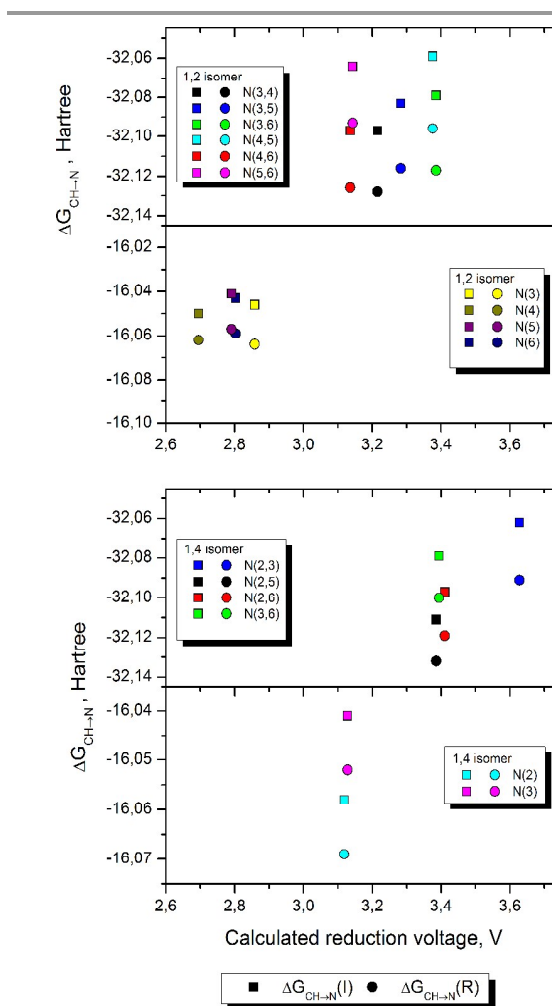 -32,06
-32,08
-32,10
-32,12
-32,14
ΔG_CH→N , Hartree
1,2 isomer
N(3,4)
N(3,5)
N(3,6)
N(4,5)
N(4,6)
N(5,6)
-16,02
-16,04
-16,06
-16,08
-16,10
1,2 isomer
N(3)
N(4)
N(5)
N(6)
2,6 2,8 3,0 3,2 3,4 3,6
-32,06
-32,08
-32,10
-32,12
-32,14
ΔG_CH→N , Hartree
1,4 isomer
N(2,3)
N(2,5)
N(2,6)
N(3,6)
-16,04
-16,05
-16,06
-16,07
1,4 isomer
N(2)
N(3)
2,6 2,8 3,0 3,2 3,4 3,6
Calculated reduction voltage, V
ΔG_CH→N(I) ΔG_CH→N(R)